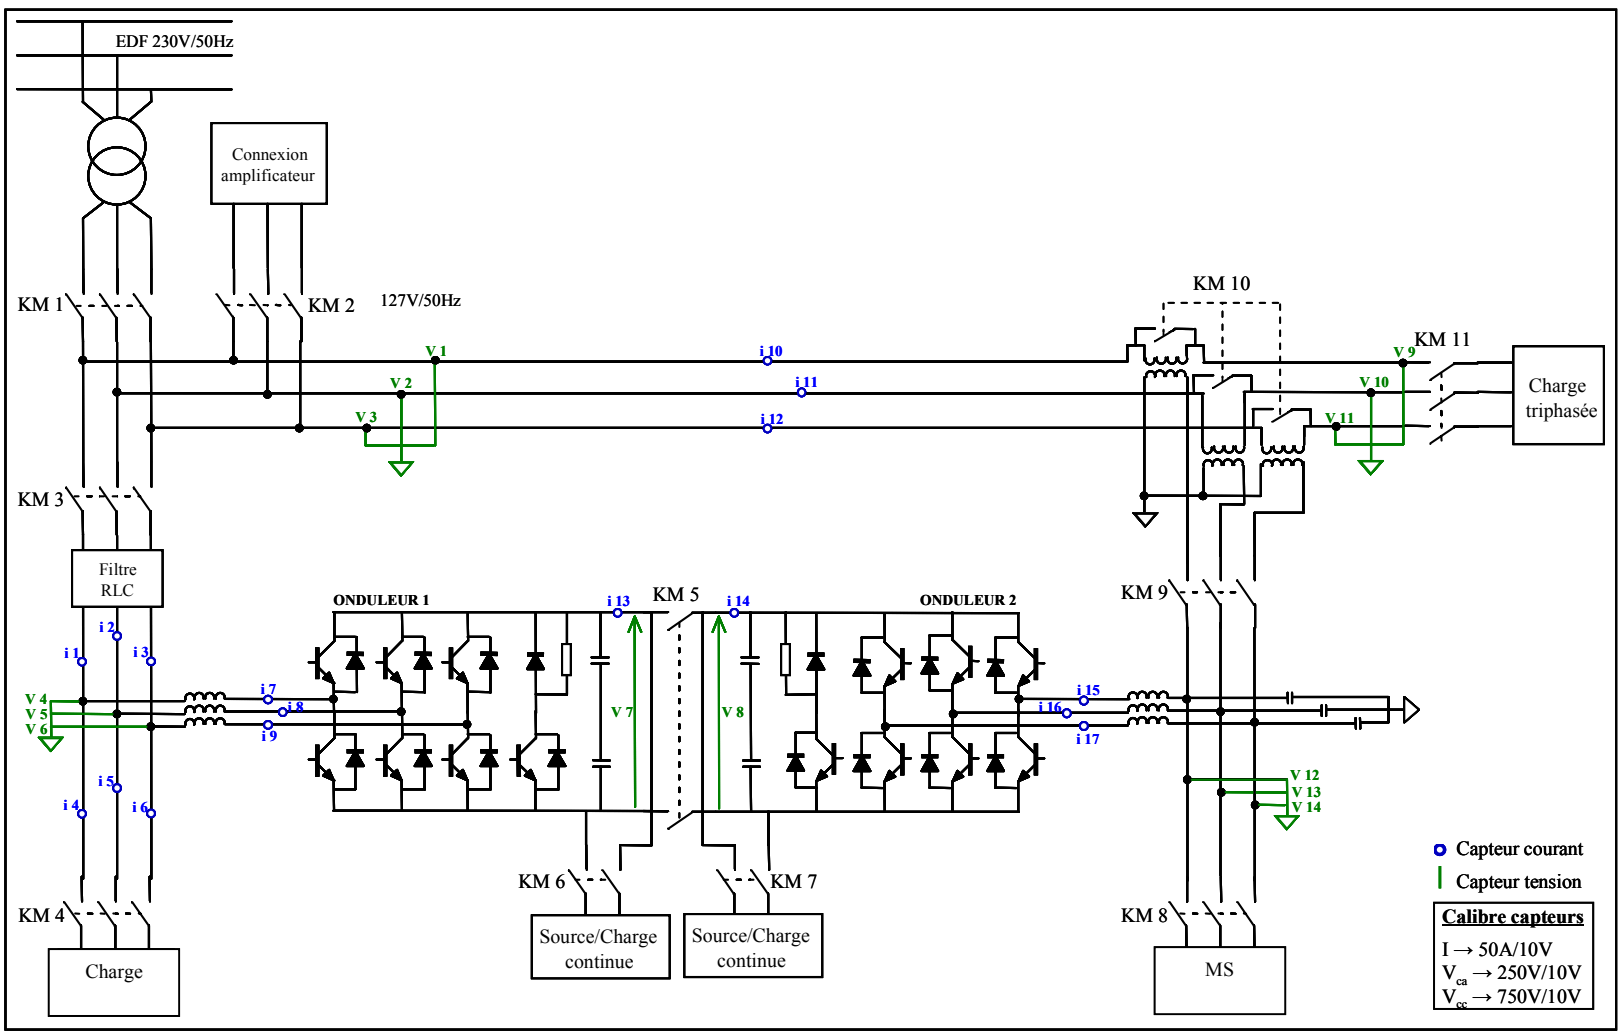 EDF 230V/50Hz
Connexion
amplificateur
KM 1
KM 2
127V/50Hz
KM 10
KM 11
V 1
V 2
V 3
i 10
i 11
i 12
V 9
V 10
V 11
Charge
triphasée
KM 3
Filtre
RLC
i 1
i 2
i 3
V 4
V 5
V 6
i 7
i 8
i 9
i 4
i 5
i 6
KM 4
Charge
ONDULEUR 1
i 13
KM 5
i 14
ONDULEUR 2
V 7
V 8
KM 6
KM 7
Source/Charge
continue
Source/Charge
continue
KM 9
i 15
i 16
i 17
V 12
V 13
V 14
KM 8
MS
Capteur courant
Capteur tension
Calibre capteurs
I → 50A/10V
Vca → 250V/10V
Vcc → 750V/10V